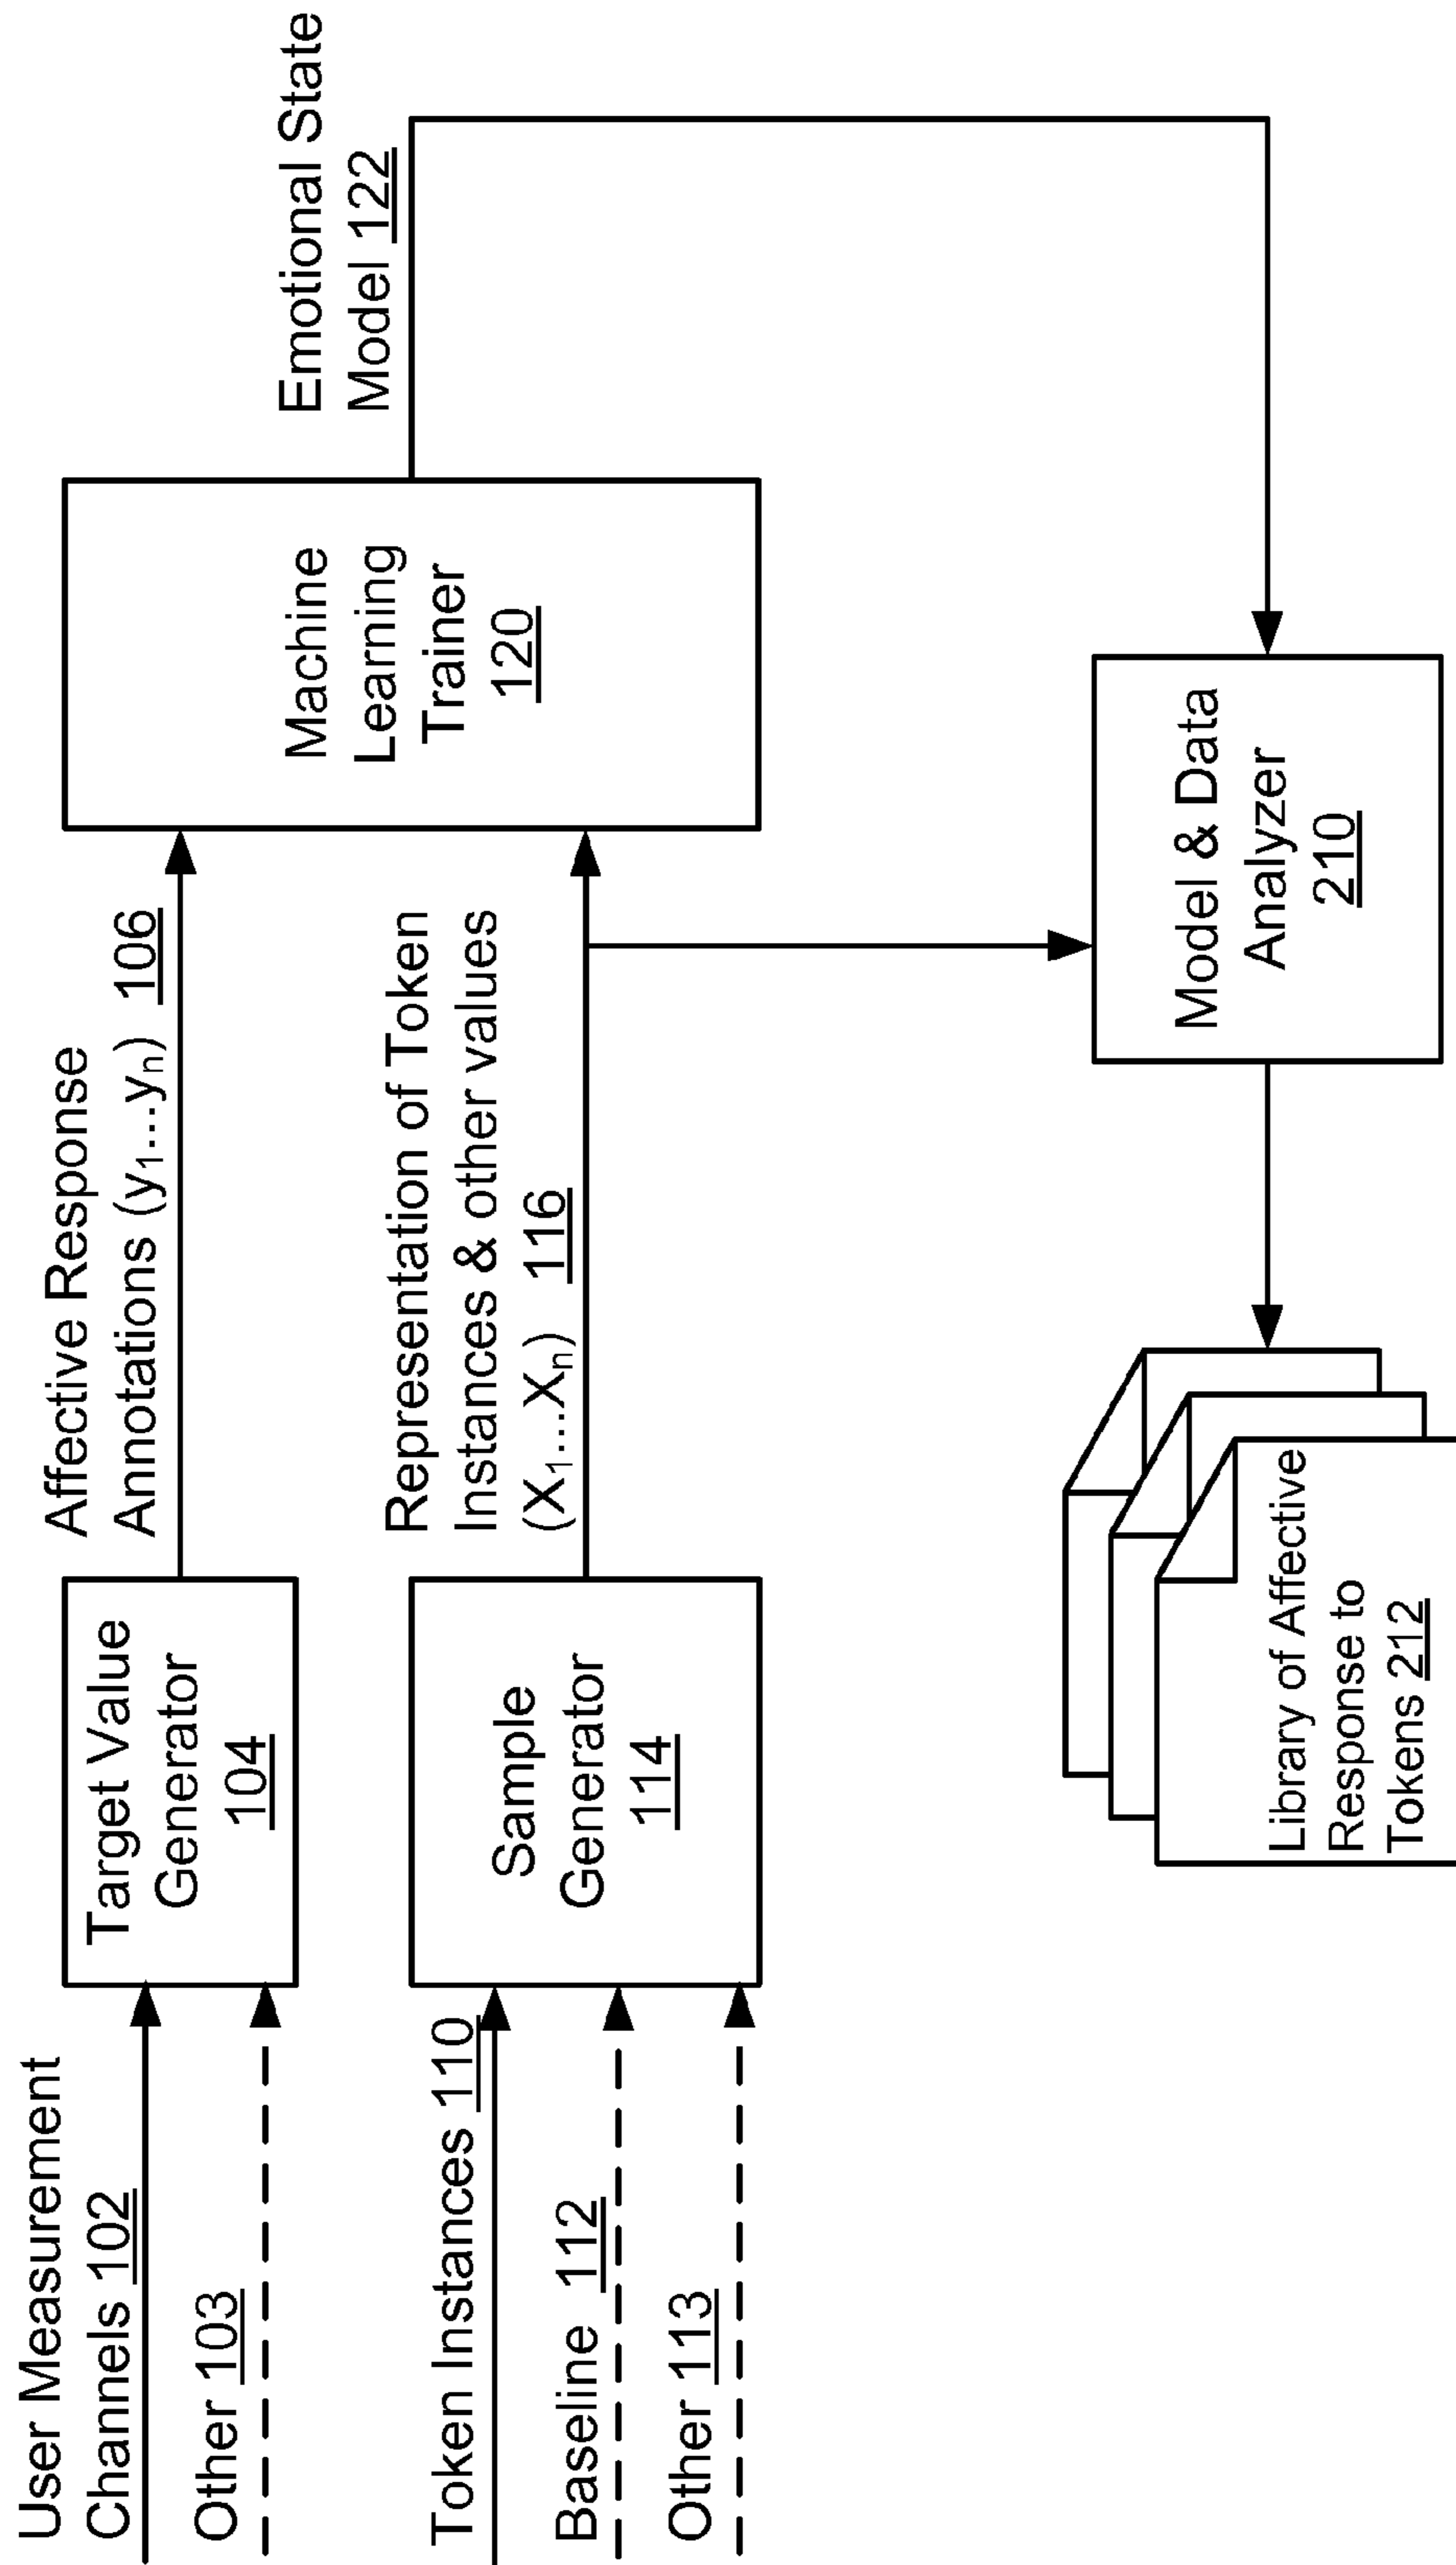 User Measurement
Channels 102
Other 103
Target Value
Generator
104
Affective Response
Annotations (y1...yn) 106
Token Instances 110
Baseline 112
Other 113
Sample
Generator
114
Representation of Token
Instances & other values
(X1...Xn) 116
Machine
Learning
Trainer
120
Emotional State
Model 122
Model & Data
Analyzer
210
Library of Affective
Response to
Tokens 212